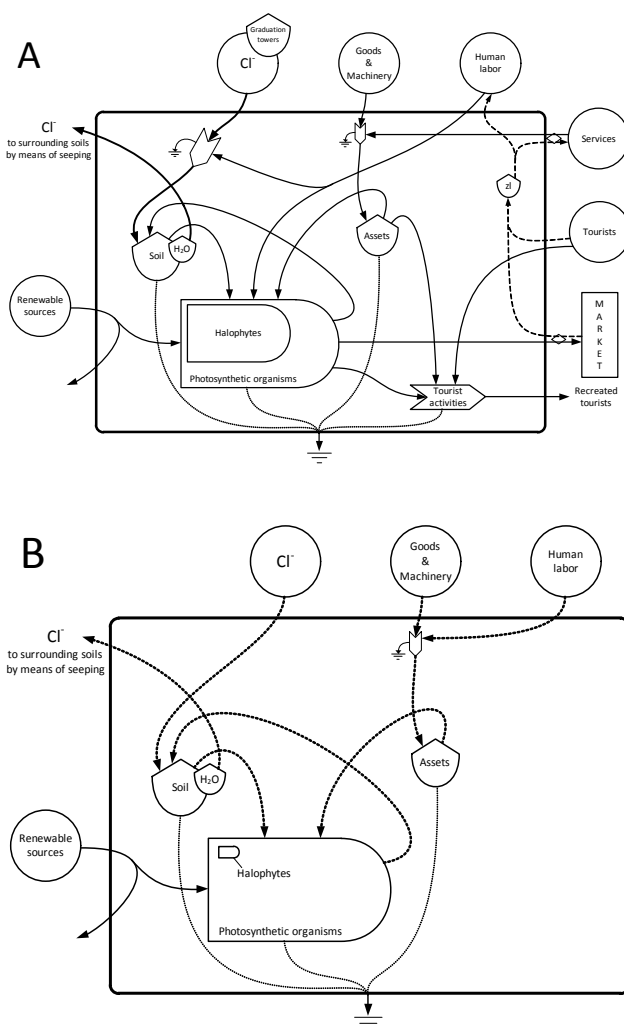 A
Graduation
towers
Cl⁻
Goods
&
Machinery
Human
labor
Cl⁻
to surrounding soils
by means of seeping
Services
zł
Soil
H₂O
Assets
Tourists
Renewable
sources
Halophytes
Photosynthetic organisms
M
A
R
K
E
T
Tourist
activities
Recreated
tourists
B
Cl⁻
Goods
&
Machinery
Human
labor
Cl⁻
to surrounding soils
by means of seeping
Soil
H₂O
Assets
Renewable
sources
Halophytes
Photosynthetic organisms